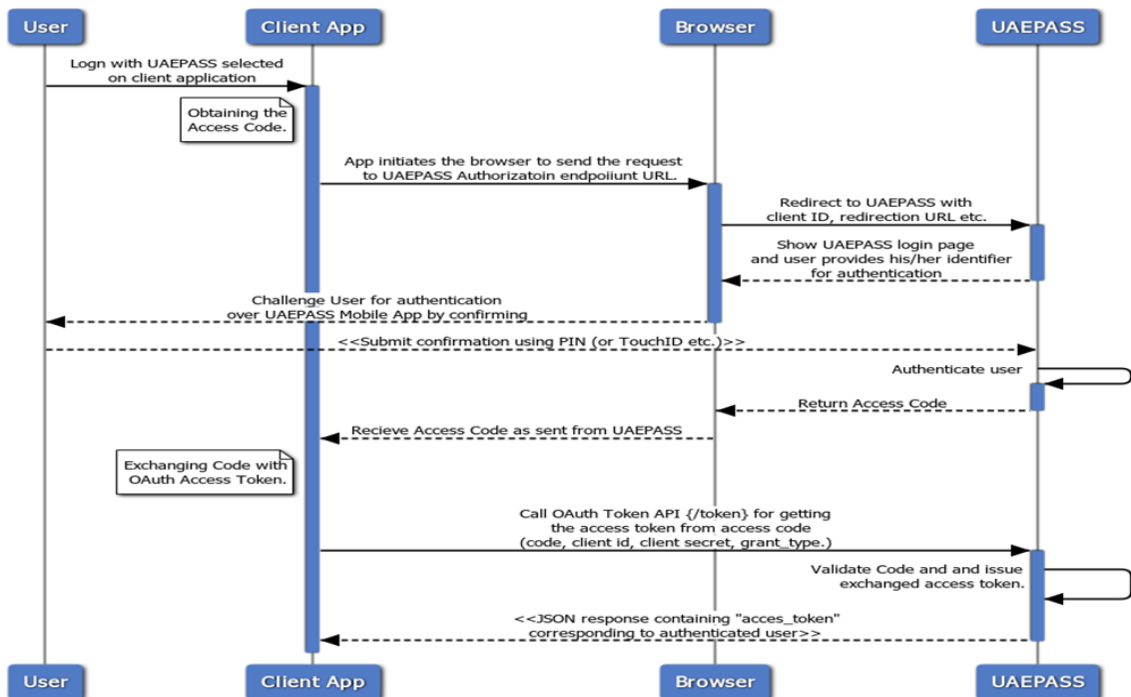 User
Client App
Browser
UAEPASS
Logn with UAEPASS selected
on client application
Obtaining the
Access Code.
App initiates the browser to send the request
to UAEPASS Authorizatoin endpoiiunt URL.
Redirect to UAEPASS with
client ID, redirection URL etc.
Show UAEPASS login page
and user provides his/her identifier
for authentication
Challenge User for authentication
over UAEPASS Mobile App by confirming
<<Submit confirmation using PIN (or TouchID etc.)>>
Authenticate user
Return Access Code
Recieve Access Code as sent from UAEPASS
Exchanging Code with
OAuth Access Token.
Call OAuth Token API {/token} for getting
the access token from access code
(code, client id, client secret, grant_type.)
Validate Code and and issue
exchanged access token.
<<JSON response containing "acces_token"
corresponding to authenticated user>>
User
Client App
Browser
UAEPASS